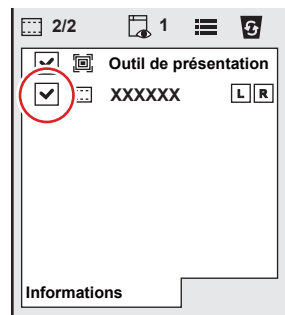 2/2 1
Outil de présentation
XXXXXX L R
Informations